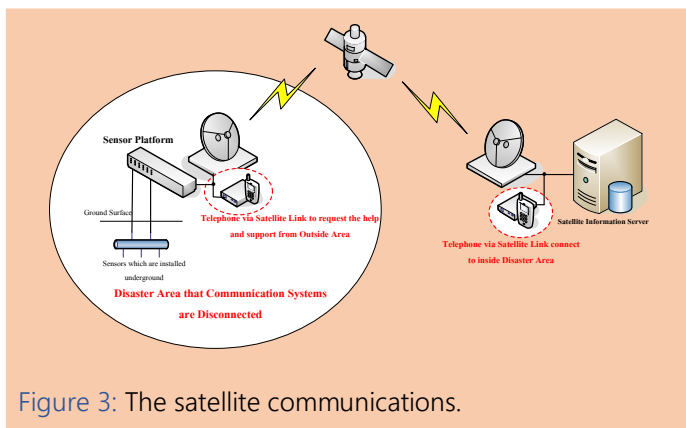 Sensor Platform
Ground Surface
Sensors which are installed
underground
Telephone via Satellite Link to request the help
and support from Outside Area
Disaster Area that Communication Systems
are Disconnected
Satellite Information Server
Telephone via Satellite Link connect
to inside Disaster Area
Figure 3: The satellite communications.